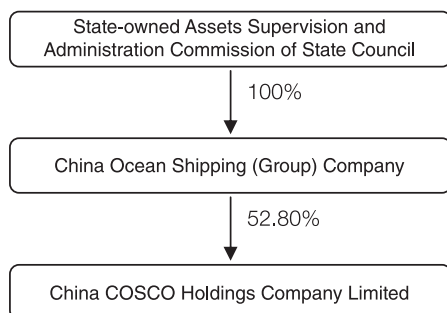 State-owned Assets Supervision and
Administration Commission of State Council
100%
China Ocean Shipping (Group) Company
52.80%
China COSCO Holdings Company Limited